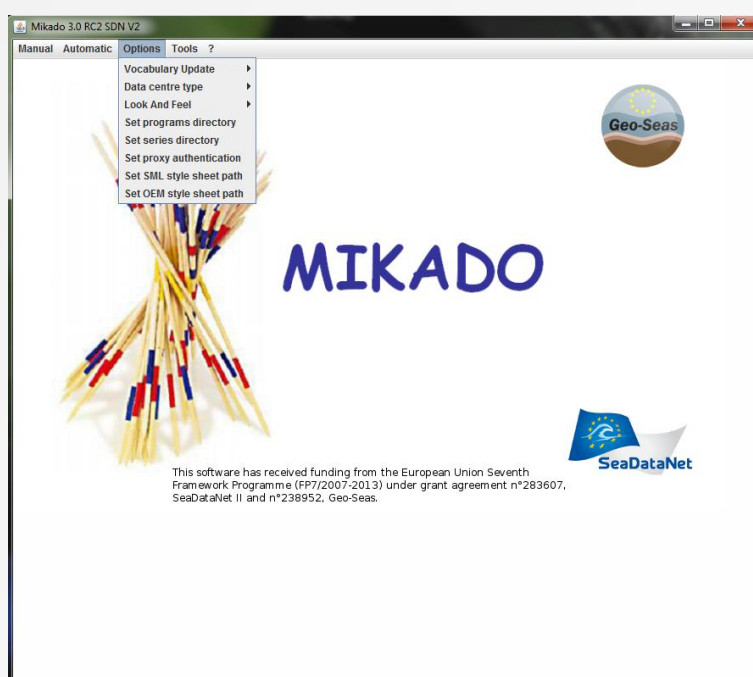 Mikado 3.0 RC2 SDN V2
Manual Automatic Options Tools ?
Vocabulary Update
Data centre type
Look And Feel
Set programs directory
Set series directory
Set proxy authentication
Set SML style sheet path
Set OEM style sheet path
Geo-Seas
MIKADO
SeaDataNet
This software has received funding from the European Union Seventh
Framework Programme (FP7/2007-2013) under grant agreement n°283607,
SeaDataNet II and n°238952, Geo-Seas.